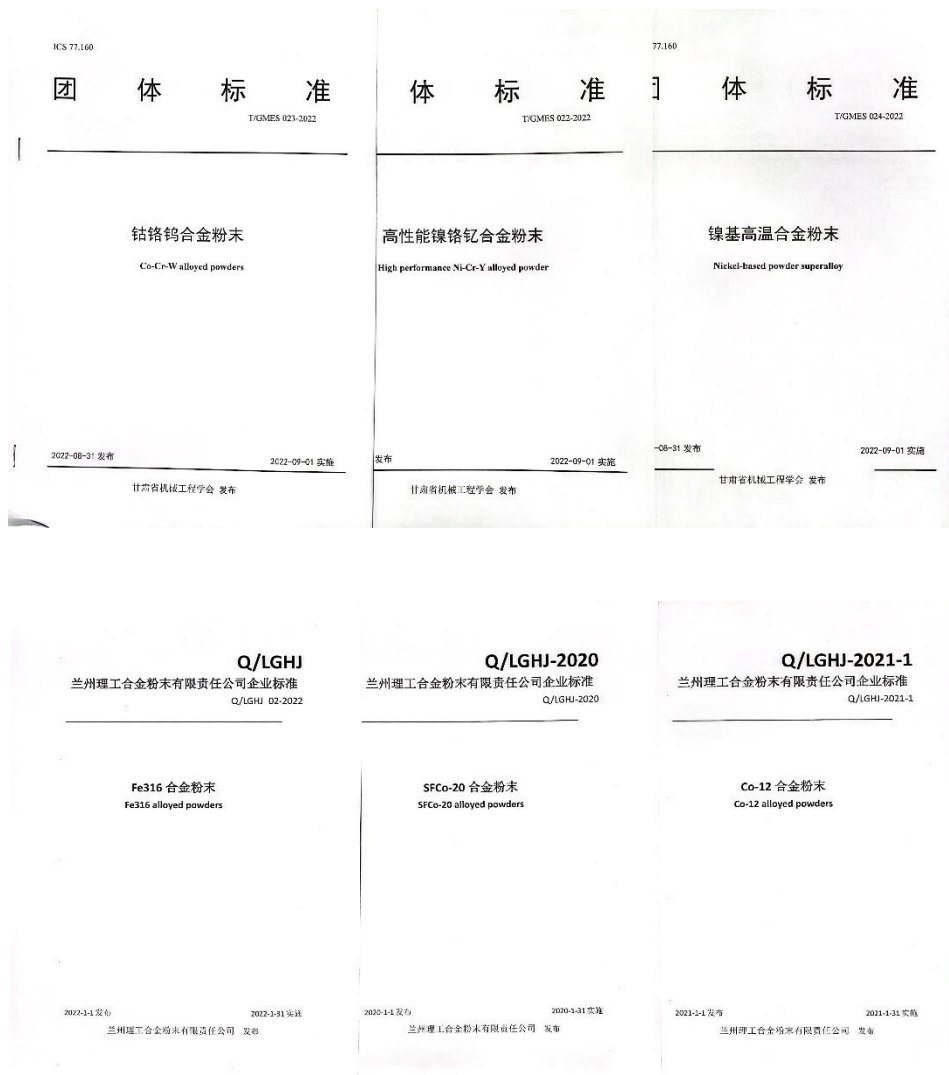 ICS 77.160
团 体 标 准
T/GMES 023-2022
钴铬钨合金粉末
Co-Cr-W alloyed powders
2022-08-31 发布
2022-09-01 实施
甘肃省机械工程学会 发布
体 标 准
T/GMES 022-2022
高性能镍铬钇合金粉末
High performance Ni-Cr-Y alloyed powder
发布
2022-09-01 实施
甘肃省机械工程学会 发布
77.160
体 标 准
T/GMES 024-2022
镍基高温合金粉末
Nickel-based powder superalloy
-08-31 发布
2022-09-01 实施
甘肃省机械工程学会 发布
Q/LGHJ
兰州理工合金粉末有限责任公司企业标准
Q/LGHJ 02-2022
Fe316 合金粉末
Fe316 alloyed powders
2022-1-1 发布
2022-1-31 实施
兰州理工合金粉末有限责任公司 发布
Q/LGHJ-2020
兰州理工合金粉末有限责任公司企业标准
Q/LGHJ-2020
SFCo-20 合金粉末
SFCo-20 alloyed powders
2020-1-1 发布
2020-1-31 实施
兰州理工合金粉末有限责任公司 发布
Q/LGHJ-2021-1
兰州理工合金粉末有限责任公司企业标准
Q/LGHJ-2021-1
Co-12 合金粉末
Co-12 alloyed powders
2021-1-1 发布
2021-1-31 实施
兰州理工合金粉末有限责任公司 发布